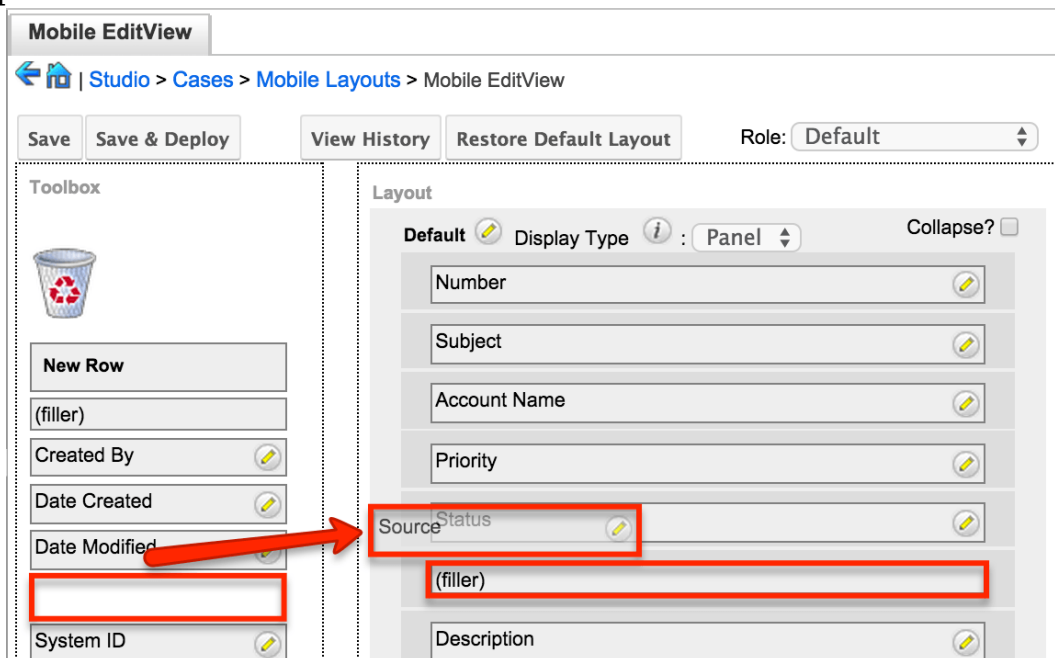 Mobile EditView
| Studio > Cases > Mobile Layouts > Mobile EditView
Save Save & Deploy View History Restore Default Layout Role: Default
Toolbox
New Row
(filler)
Created By
Date Created
Date Modified
System ID
Layout
Default Display Type i : Panel Collapse?
Number
Subject
Account Name
Priority
Source Status
(filler)
Description